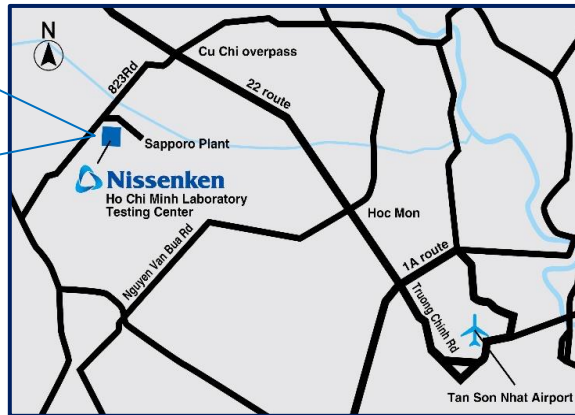 N
Cu Chi overpass
823Rd
22 route
Sapporo Plant
Nissenken
Ho Chi Minh Laboratory
Testing Center
Hoc Mon
Nguyen Van Bua Rd
1A route
Truong Chinh Rd
Tan Son Nhat Airport